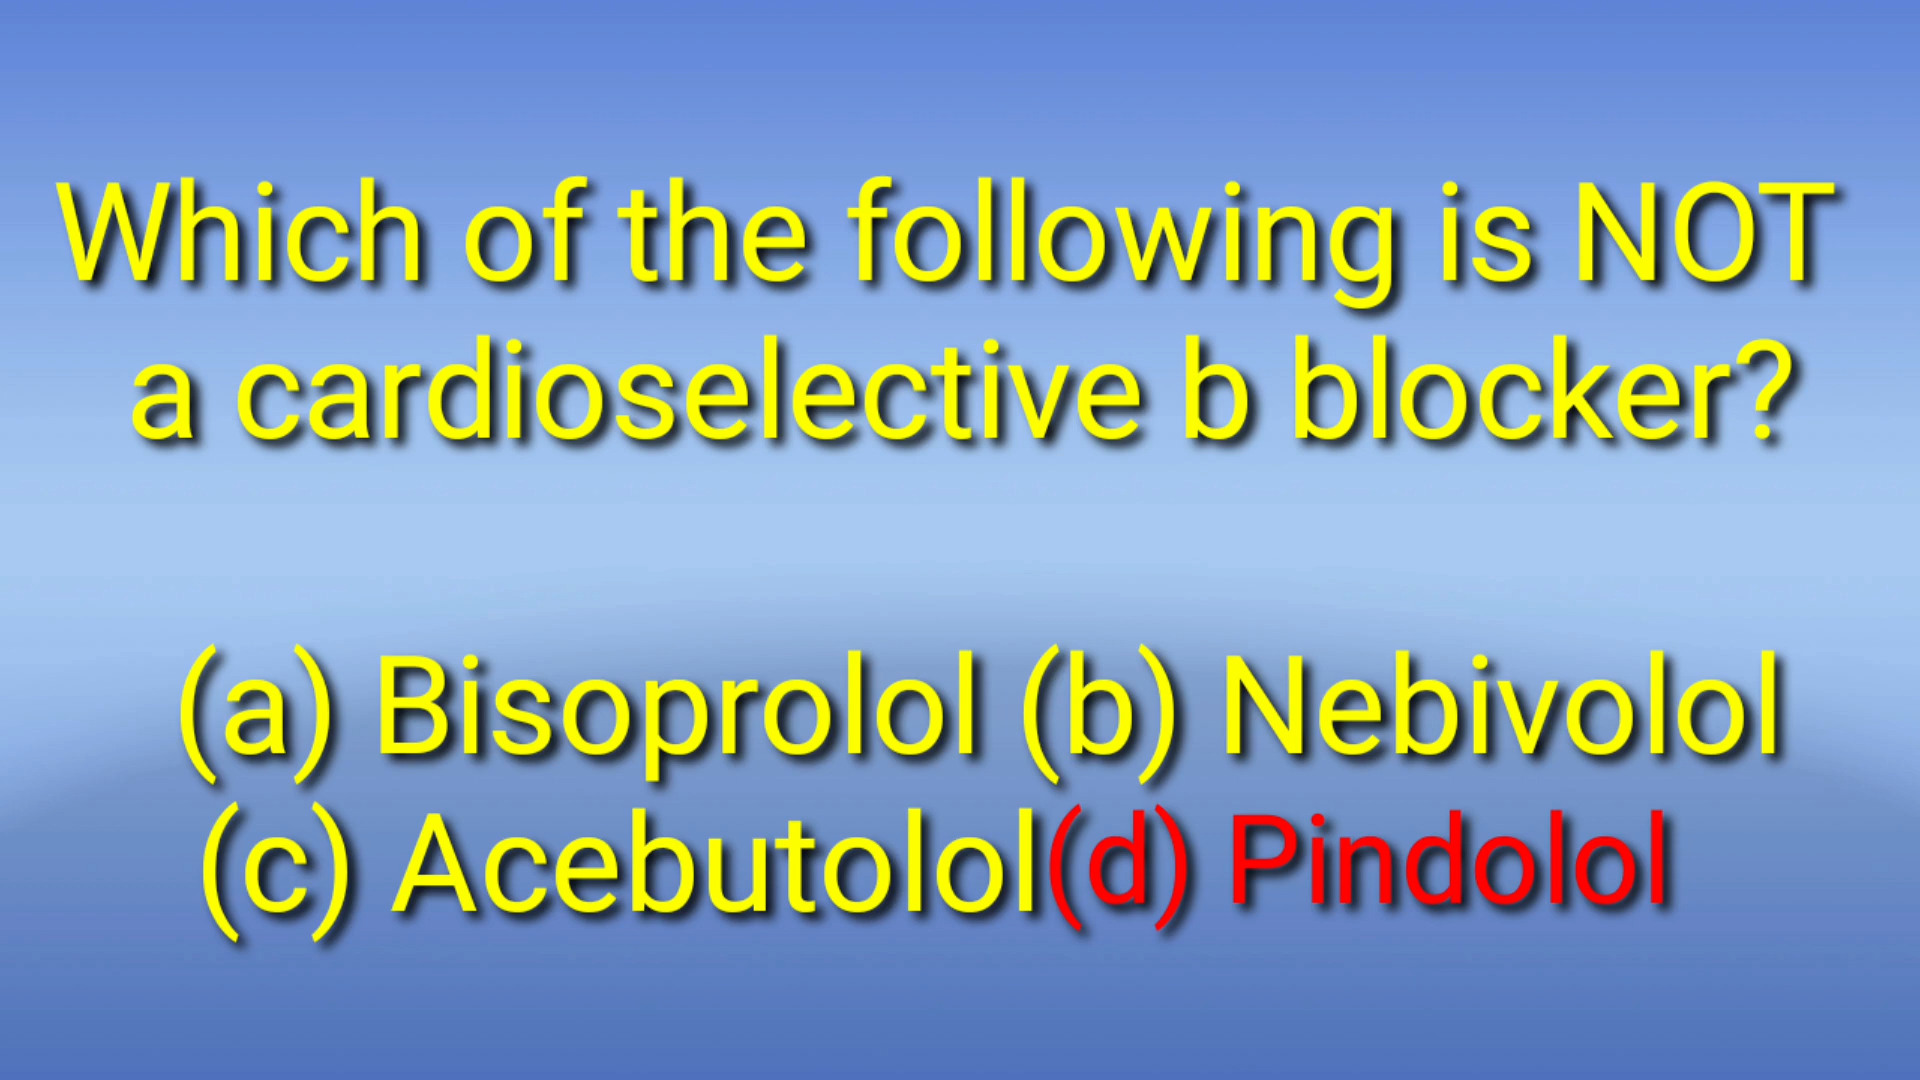 Which of the following is NOT
a cardioselective b blocker?
(a) Bisoprolol (b) Nebivolol
(c) Acebutolol(d) Pindolol